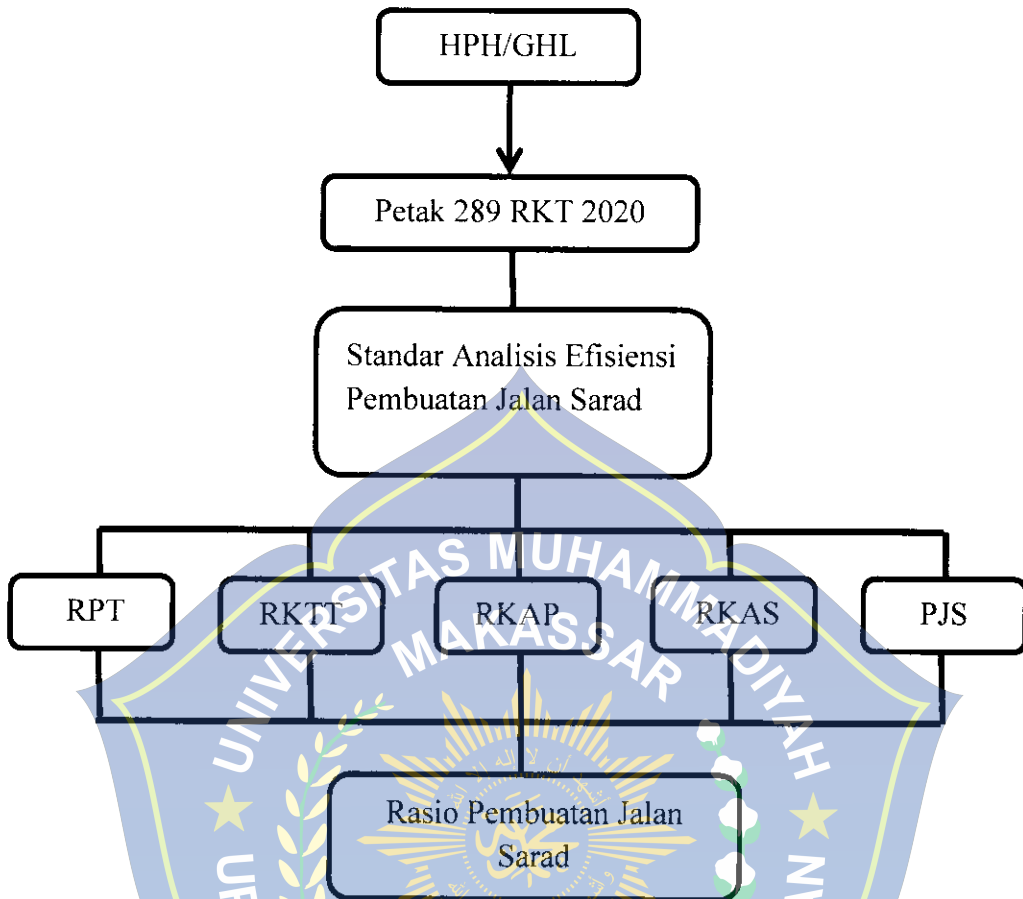 HPH/GHL
Petak 289 RKT 2020
Standar Analisis Efisiensi
Pembuatan Jalan Sarad
RPT
RKTT
RKAP
RKAS
PJS
UNIVERSITAS MUHAMMADIYAH
MAKASSAR
Rasio Pembuatan Jalan
Sarad